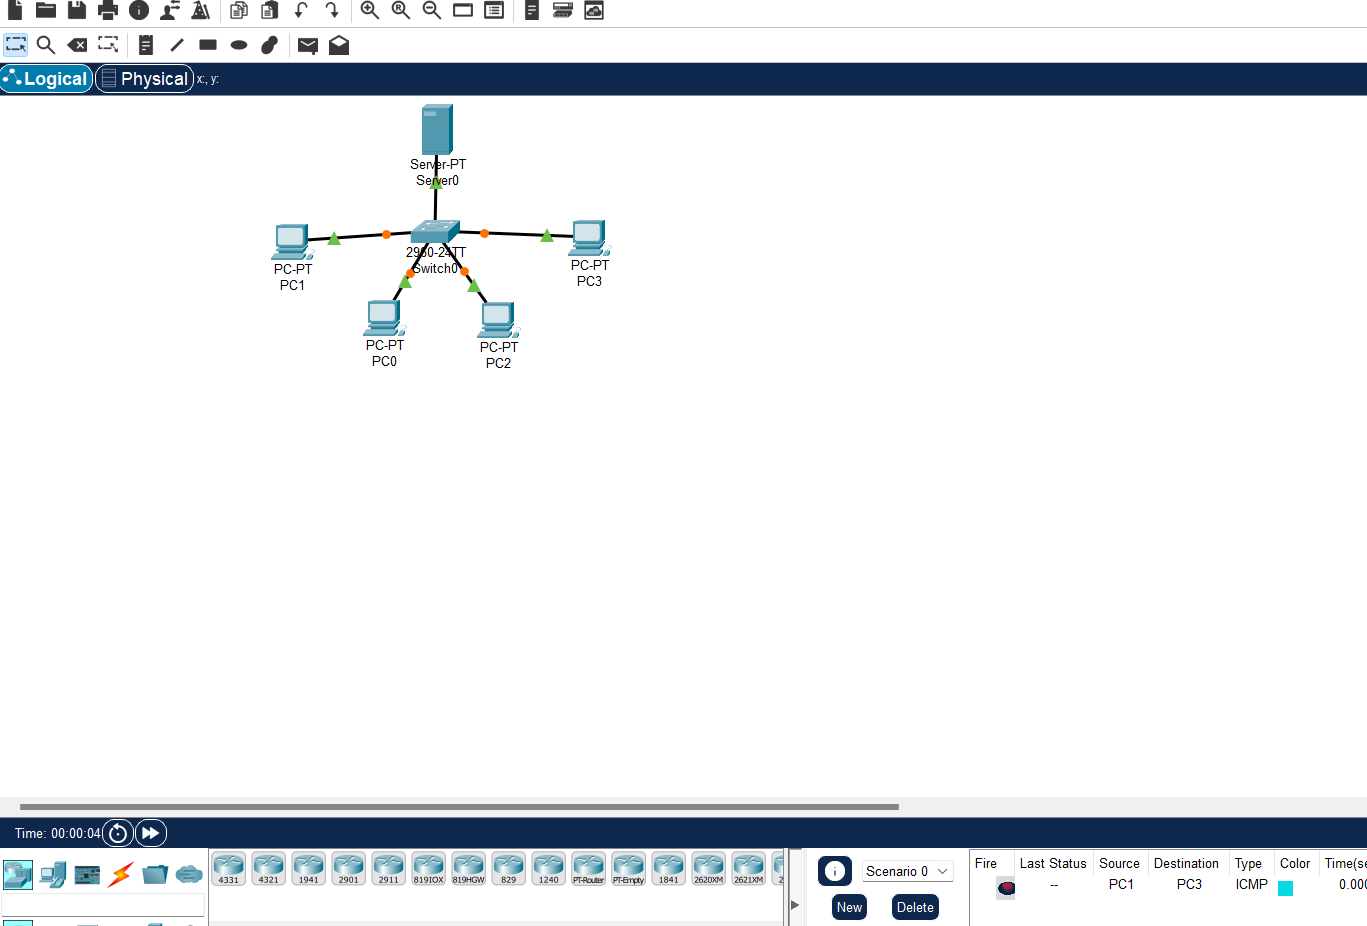 Logical Physical x:, y:
Server-PT
Server0
2960-24TT
Switch0
PC-PT
PC1
PC-PT
PC3
PC-PT
PC0
PC-PT
PC2
Time: 00:00:04
4331 4321 1941 2901 2911 819IOX 819HGW 829 1240 PT-Router PT-Empty 1841 2620XM 2621XM 2
Scenario 0
New Delete
Fire Last Status Source Destination Type Color Time(se
-- PC1 PC3 ICMP 0.000